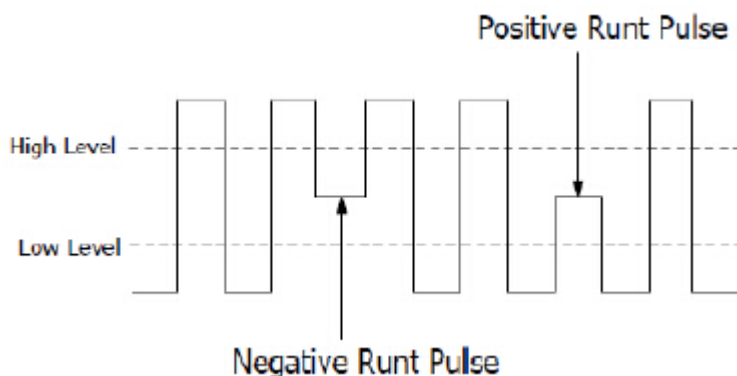 Positive Runt Pulse
High Level
Low Level
Negative Runt Pulse